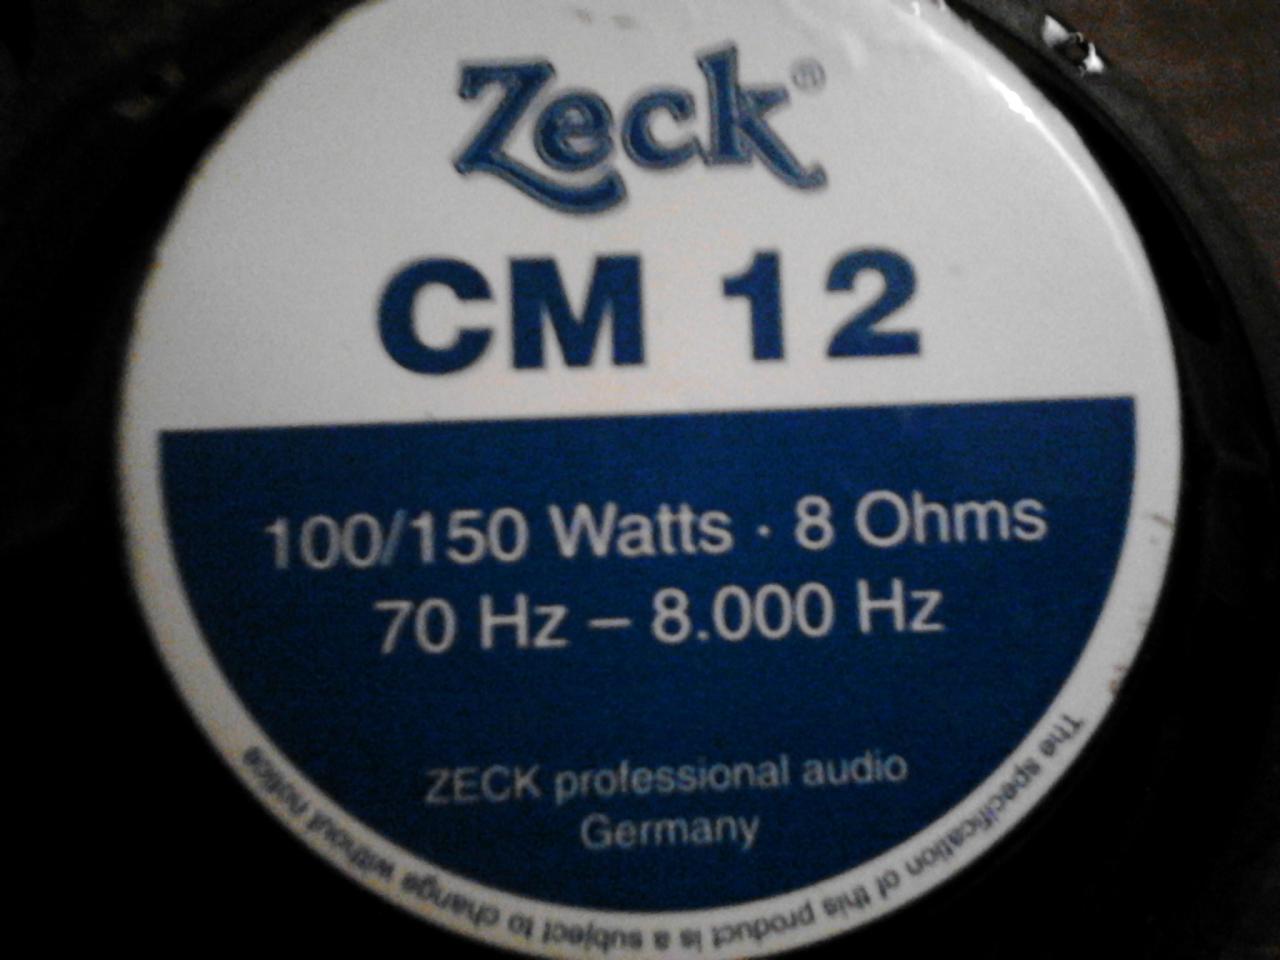 Zeck®
CM 12
100/150 Watts · 8 Ohms
70 Hz – 8.000 Hz
ZECK professional audio
Germany
The specification of this product is a subject to change without notice